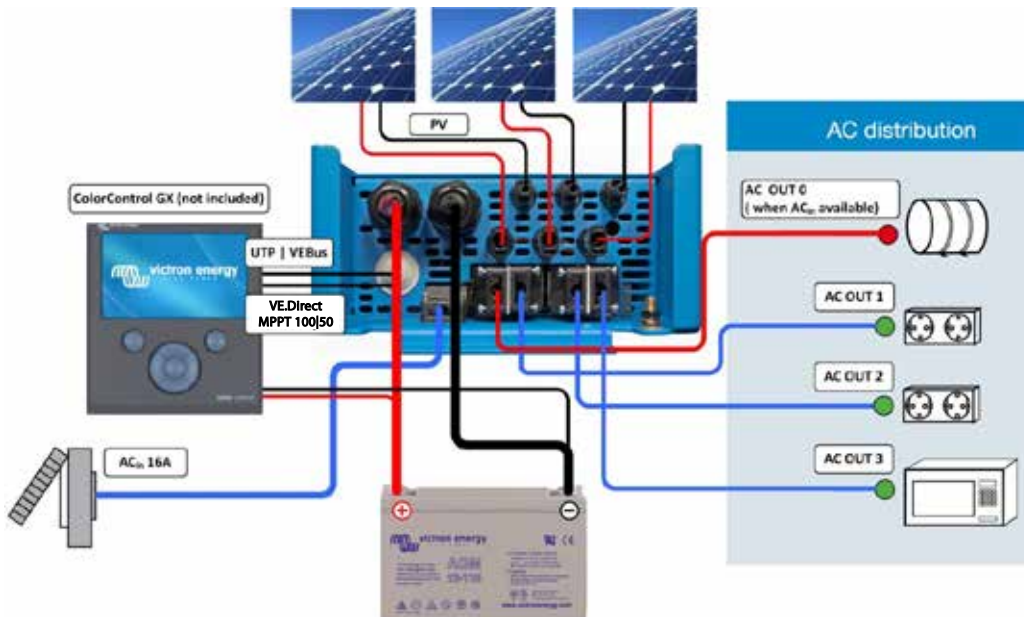 PV
AC distribution
ColorControl GX (not included)
AC OUT 0
( when ACin available)
UTP | VEBus
victron energy
VE.Direct
MPPT 100|50
AC OUT 1
AC OUT 2
ACin 16A
AC OUT 3
+
−
victron energy
AGM